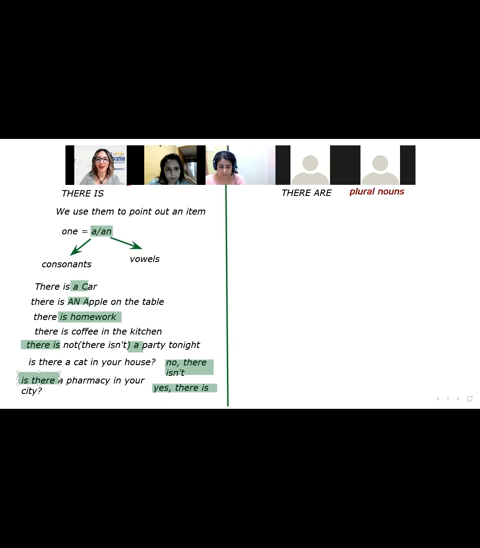 THERE IS
THERE ARE
plural nouns
We use them to point out an item
one = a/an
consonants
vowels
There is a Car
there is AN Apple on the table
there is homework
there is coffee in the kitchen
there is not(there isn't) a party tonight
is there a cat in your house?
no, there
isn't
is there a pharmacy in your
city?
yes, there is